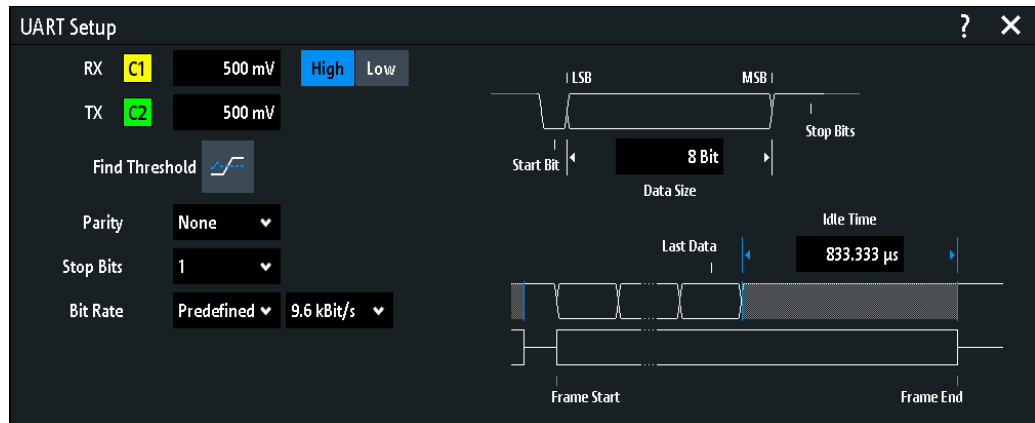 UART Setup ? ✕
RX C1 500 mV High Low
TX C2 500 mV
Find Threshold
Parity None
Stop Bits 1
Bit Rate Predefined 9.6 kBit/s
LSB MSB
Stop Bits
Start Bit
8 Bit
Data Size
Idle Time
Last Data
833.333 µs
Frame Start Frame End